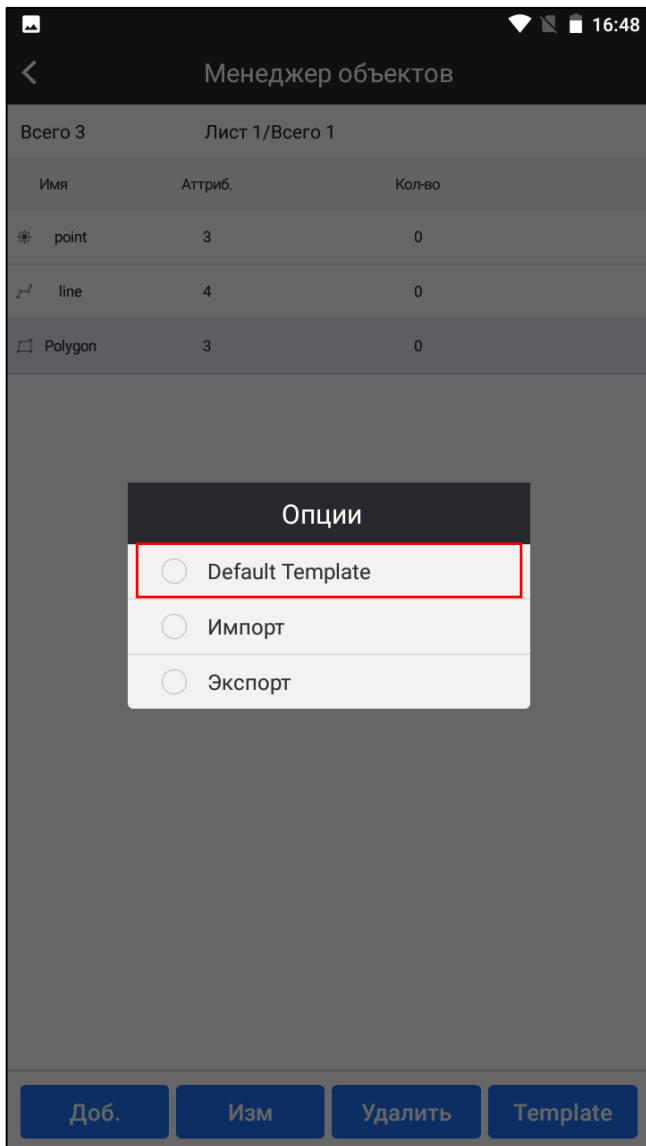 16:48
Менеджер объектов
Всего 3 Лист 1/Всего 1
Имя Аттриб. Кол-во
point 3 0
line 4 0
Polygon 3 0
Опции
Default Template
Импорт
Экспорт
Доб. Изм Удалить Template